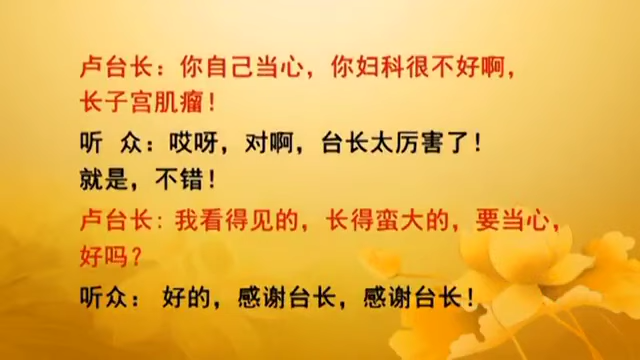 卢台长：你自己当心，你妇科很不好啊，
长子宫肌瘤！
听 众：哎呀，对啊，台长太厉害了！
就是，不错！
卢台长：我看得见的，长得蛮大的，要当心，
好吗？
听众： 好的，感谢台长，感谢台长！